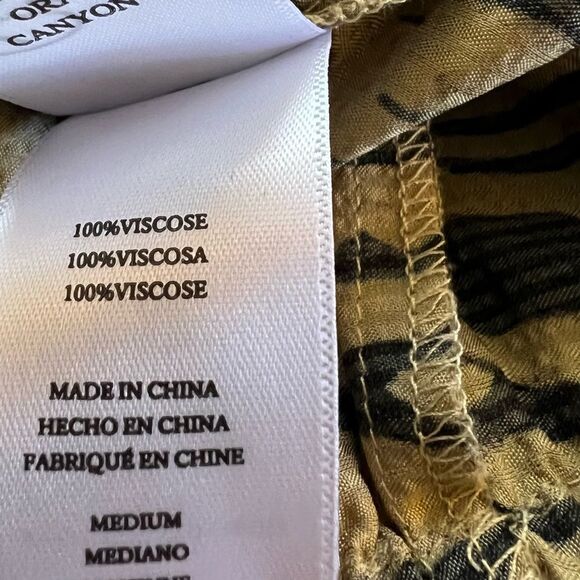 CANYON
100%VISCOSE
100%VISCOSA
100%VISCOSE
MADE IN CHINA
HECHO EN CHINA
FABRIQUÉ EN CHINE
MEDIUM
MEDIANO